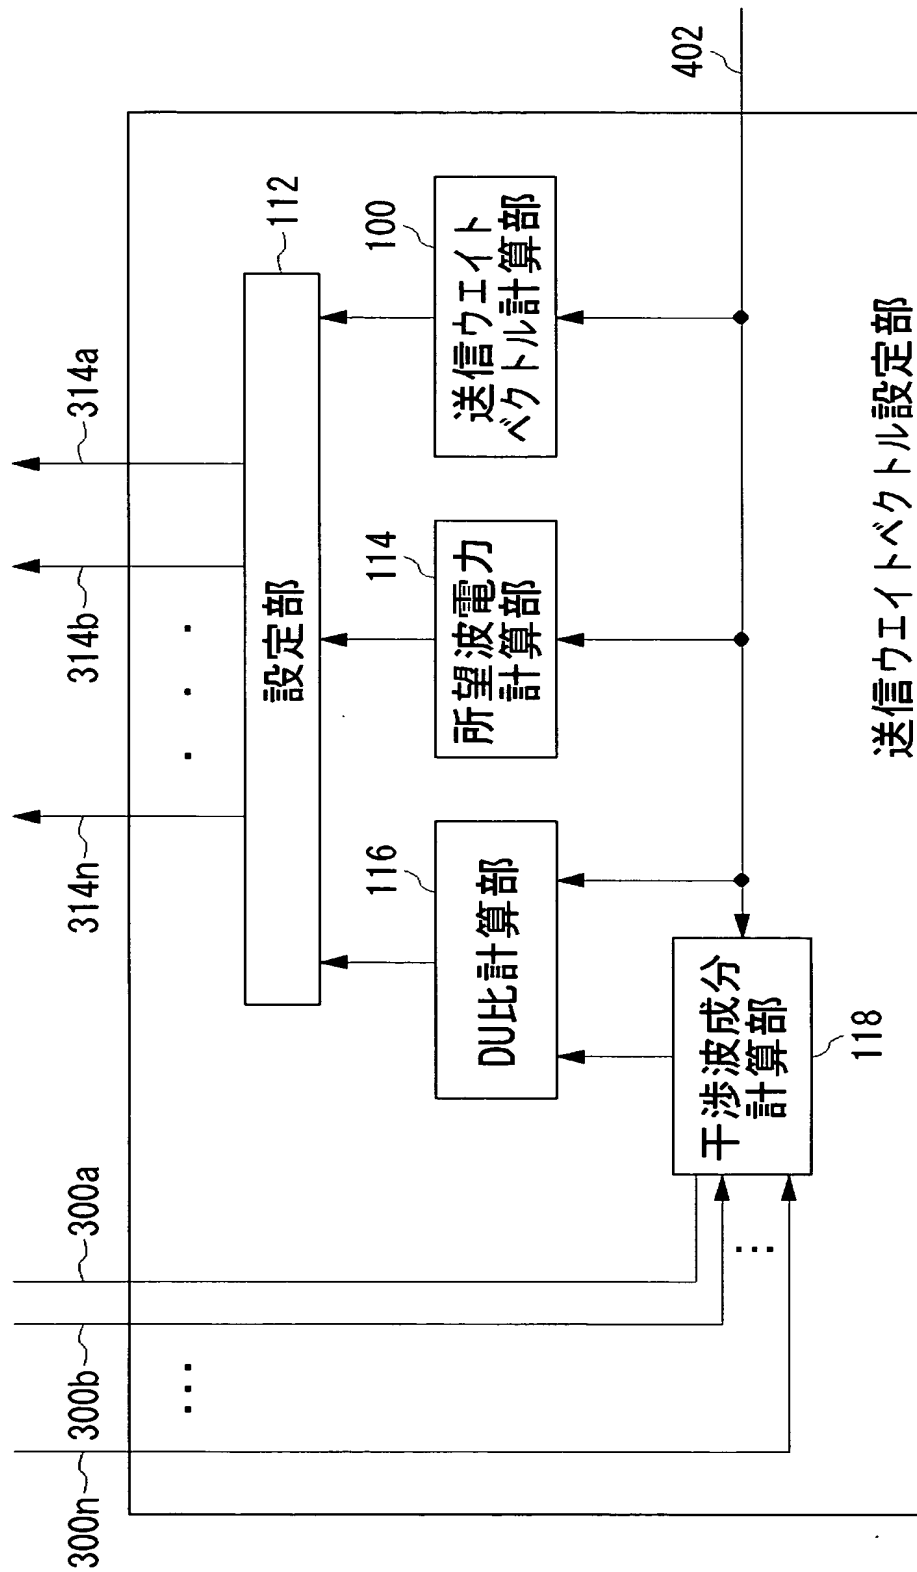 300n
300b
300a
314n
314b
314a
...
...
112
設定部
116
114
100
DU比計算部
所望波電力
計算部
送信ウエイト
ベクトル計算部
402
干渉波成分
計算部
...
118
送信ウエイトベクトル設定部